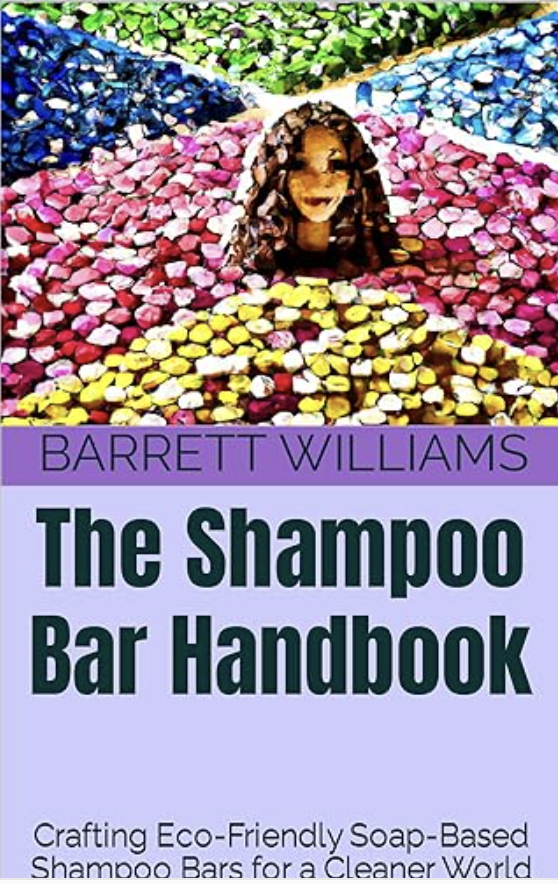 BARRETT WILLIAMS
The Shampoo
Bar Handbook
Crafting Eco-Friendly Soap-Based
Shampoo Bars for a Cleaner World